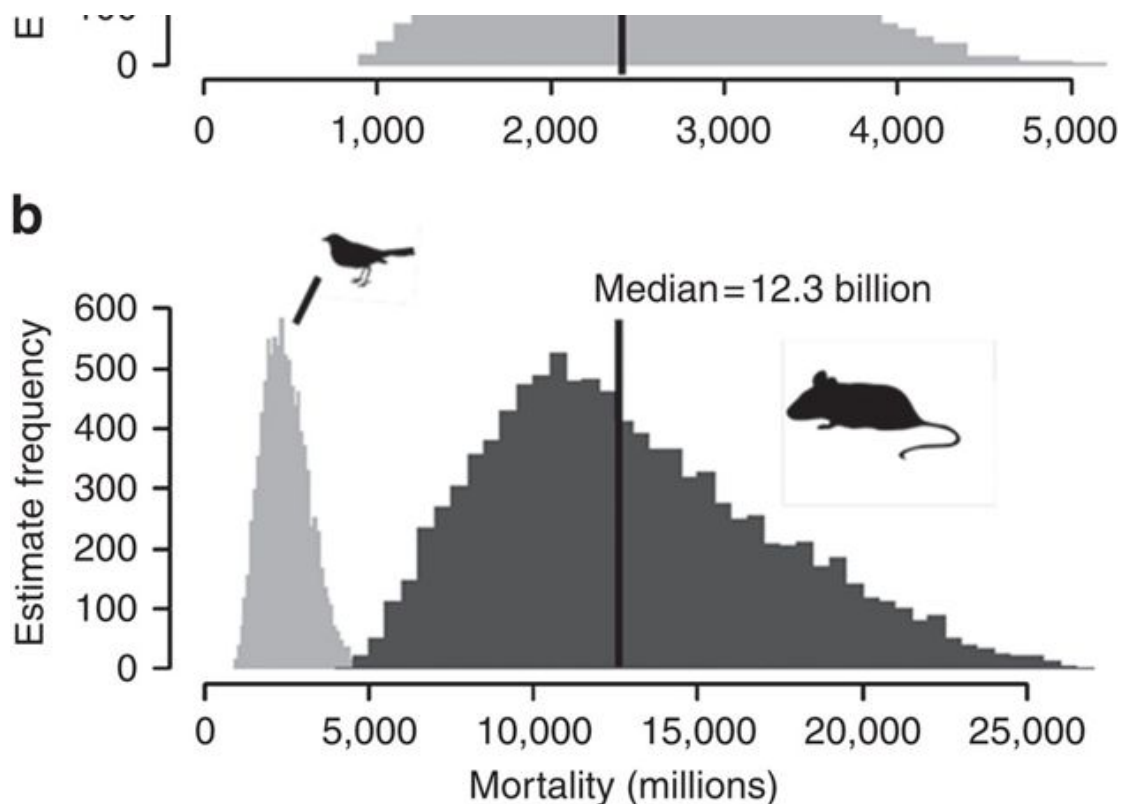 0
0 1,000 2,000 3,000 4,000 5,000
b
Median=12.3 billion
Estimate frequency
600
500
400
300
200
100
0
0 5,000 10,000 15,000 20,000 25,000
Mortality (millions)